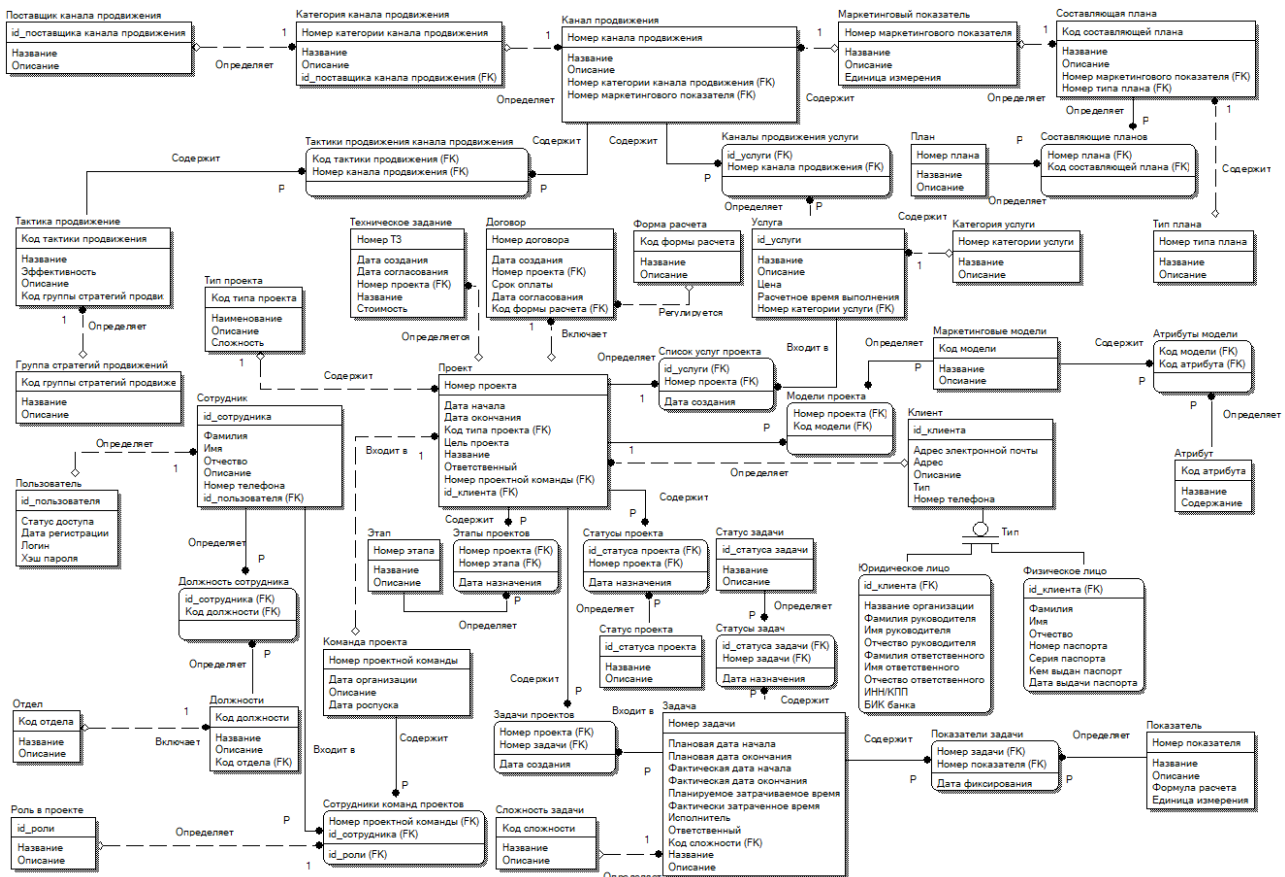 Поставщик канала продвижения
id_поставщика канала продвижения
Название
Описание
Определяет
1
Категория канала продвижения
Номер категории канала продвижения
Название
Описание
id_поставщика канала продвижения (FK)
1
Определяет
Канал продвижения
Номер канала продвижения
Название
Описание
Номер категории канала продвижения (FK)
Номер маркетингового показателя (FK)
1
Содержит
Маркетинговый показатель
Номер маркетингового показателя
Название
Описание
Единица измерения
1
Определяет
Составляющая плана
Код составляющей плана
Название
Описание
Номер маркетингового показателя (FK)
Номер типа плана (FK)
Определяет
1
P
Содержит
Содержит
Содержит
Содержит
P
P
P
Тактики продвижения канала продвижения
Код тактики продвижения (FK)
Номер канала продвижения (FK)
Каналы продвижения услуги
id_услуги (FK)
Номер канала продвижения (FK)
Определяет
P
План
Номер плана
Название
Описание
P
Определяет
Составляющие планов
Номер плана (FK)
Код составляющей плана (FK)
Тактика продвижение
Код тактики продвижения
Название
Эффективность
Описание
Код группы стратегий продви
1
Определяет
Группа стратегий продвижений
Код группы стратегий продвиже
Название
Описание
Тип проекта
Код типа проекта
Наименование
Описание
Сложность
1
Содержит
Техническое задание
Номер ТЗ
Дата создания
Дата согласования
Номер проекта (FK)
Название
Стоимость
Определяется
Договор
Номер договора
Дата создания
Номер проекта (FK)
Срок оплаты
Дата согласования
Код формы расчета (FK)
1
Включает
Форма расчета
Код формы расчета
Название
Описание
Регулируется
Услуга
id_услуги
Название
Описание
Цена
Расчетное время выполнения
Номер категории услуги (FK)
Содержит
1
Входит в
Категория услуги
Номер категории услуги
Название
Описание
Тип плана
Номер типа плана
Название
Описание
Сотрудник
id_сотрудника
Фамилия
Имя
Отчество
Описание
Номер телефона
id_пользователя (FK)
Определяет
1
Пользователь
id_пользователя
Статус доступа
Дата регистрации
Логин
Хэш пароля
Проект
Номер проекта
Дата начала
Дата окончания
Код типа проекта (FK)
Цель проекта
Название
Ответственный
Номер проектной команды (FK)
id_клиента (FK)
Входит в
1
Определяет
1
P
1
Список услуг проекта
id_услуги (FK)
Номер проекта (FK)
Дата создания
P
Модели проекта
Номер проекта (FK)
Код модели (FK)
Определяет
P
Маркетинговые модели
Код модели
Название
Опсиание
Содержит
P
Атрибуты модели
Код модели (FK)
Код атрибута (FK)
P
Определяет
Атрибут
Код атрибута
Название
Содержание
Определяет
Клиент
id_клиента
Адрес электронной почты
Адрес
Описание
Тип
Номер телефона
Тип
Юридическое лицо
id_клиента (FK)
Название организации
Фамилия руководителя
Имя руководителя
Отчество руководителя
Фамилия ответственного
Имя ответственного
Отчество ответственного
ИНН/КПП
БИК банка
Физическое лицо
id_клиента (FK)
Фамилия
Имя
Отчество
Номер паспорта
Серия паспорта
Кем выдан паспорт
Дата выдачи паспорта
Определяет
P
Должность сотрудника
id_сотрудника (FK)
Код должности (FK)
Определяет
P
Этап
Номер этапа
Название
Описание
Содержит
P
Этапы проектов
Номер проекта (FK)
Номер этапа (FK)
Дата назначения
P
Определяет
Содержит
P
Статусы проекта
id_статуса проекта (FK)
Номер проекта (FK)
Дата назначения
P
Определяет
Статус проекта
id_статуса проекта
Название
Описание
Статус задачи
id_статуса задачи
Название
Описание
Определяет
P
Статусы задач
id_статуса задачи (FK)
Номер задачи (FK)
Дата назначения
P
Содержит
Команда проекта
Номер проектной команды
Дата организации
Описание
Дата роспуска
Содержит
P
Содержит
P
Отдел
Код отдела
Название
Описание
1
Включает
Должности
Код должности
Название
Описание
Код отдела (FK)
Входит в
P
Задачи проектов
Номер проекта (FK)
Номер задачи (FK)
Дата создания
Входит в
P
Задача
Номер задачи
Плановая дата начала
Плановая дата окончания
Фактическая дата начала
Фактическая дата окончания
Планируемое затрачиваемое время
Фактически затраченное время
Исполнитель
Ответственный
Код сложности (FK)
Название
Описание
Содержит
P
Показатели задачи
Номер задачи (FK)
Номер показателя (FK)
Дата фиксирования
Определяет
P
Показатель
Номер показателя
Название
Описание
Формула расчета
Единица измерения
Роль в проекте
id_роли
Название
Описание
Определяет
1
Сотрудники команд проектов
Номер проектной команды (FK)
id_сотрудника (FK)
id_роли (FK)
Сложность задачи
Код сложности
Название
Описание
1
Определяет